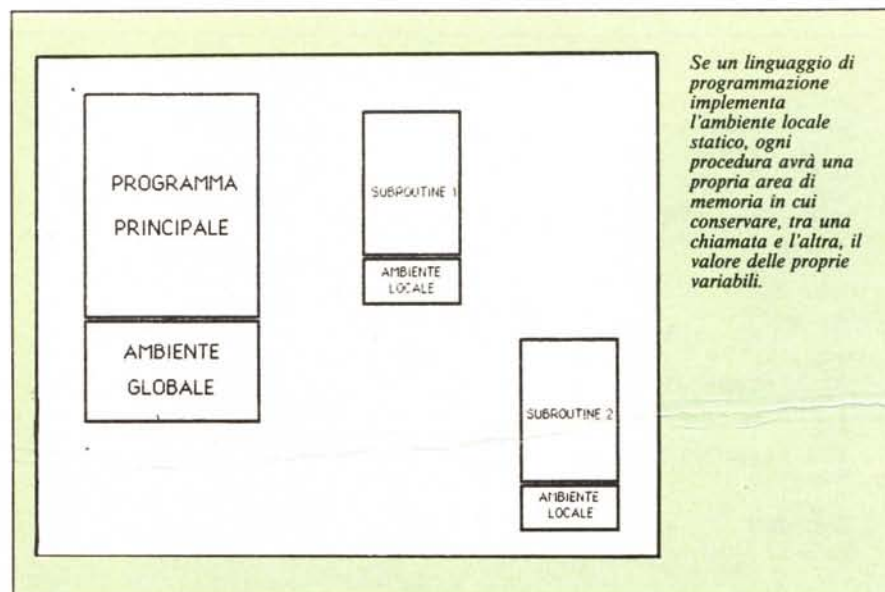 PROGRAMMA
PRINCIPALE
AMBIENTE
GLOBALE
SUBROUTINE 1
AMBIENTE
LOCALE
SUBROUTINE 2
AMBIENTE
LOCALE
Se un linguaggio di
programmazione
implementa
l'ambiente locale
statico, ogni
procedura avrà una
propria area di
memoria in cui
conservare, tra una
chiamata e l'altra, il
valore delle proprie
variabili.